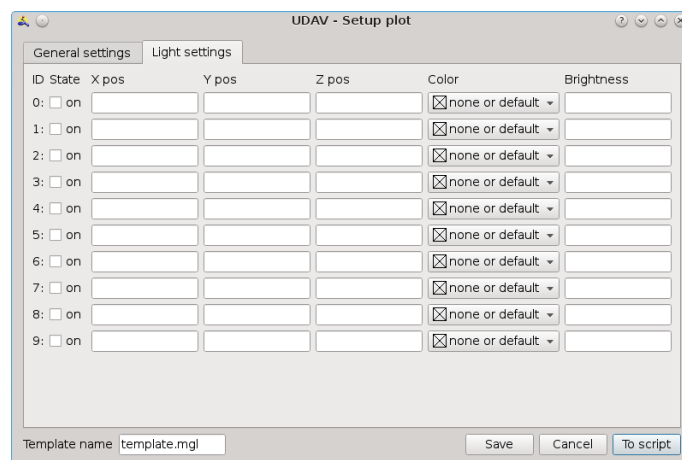 UDAV - Setup plot
General settings Light settings
ID State X pos Y pos Z pos Color Brightness
0: on none or default
1: on none or default
2: on none or default
3: on none or default
4: on none or default
5: on none or default
6: on none or default
7: on none or default
8: on none or default
9: on none or default
Template name template.mgl Save Cancel To script